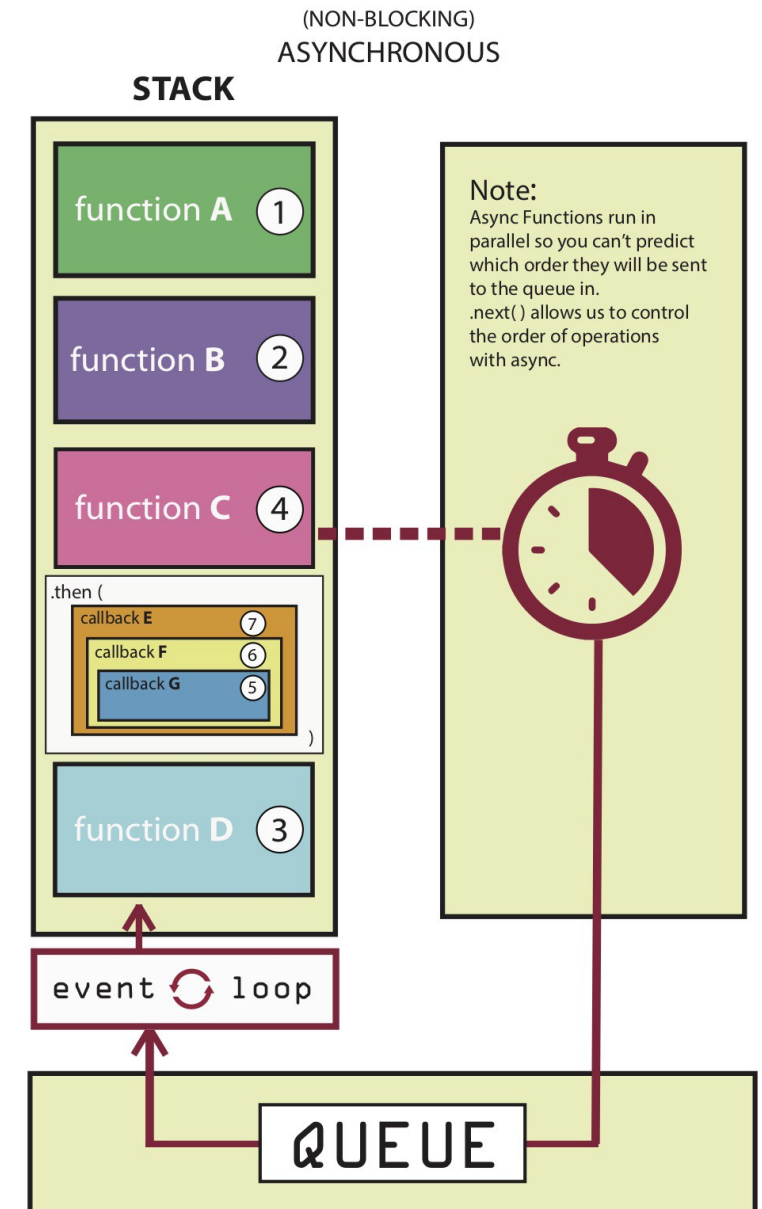 (NON-BLOCKING)
ASYNCHRONOUS
STACK
function A 1
function B 2
function C 4
.then (
callback E 7
callback F 6
callback G 5
)
function D 3
event loop
QUEUE
Note:
Async Functions run in
parallel so you can't predict
which order they will be sent
to the queue in.
.next( ) allows us to control
the order of operations
with async.